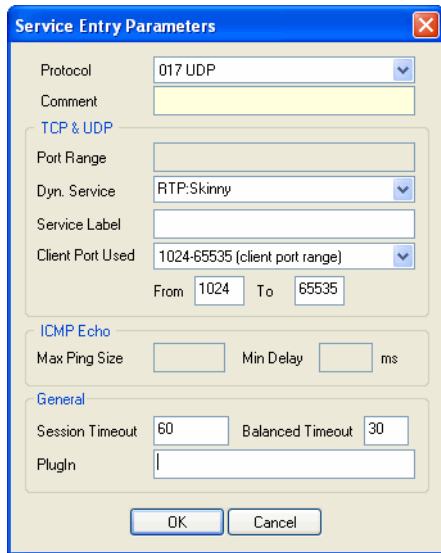 Service Entry Parameters
Protocol 017 UDP
Comment
TCP & UDP
Port Range
Dyn. Service RTP:Skinny
Service Label
Client Port Used 1024-65535 (client port range)
From 1024 To 65535
ICMP Echo
Max Ping Size Min Delay ms
General
Session Timeout 60 Balanced Timeout 30
PlugIn
OK Cancel